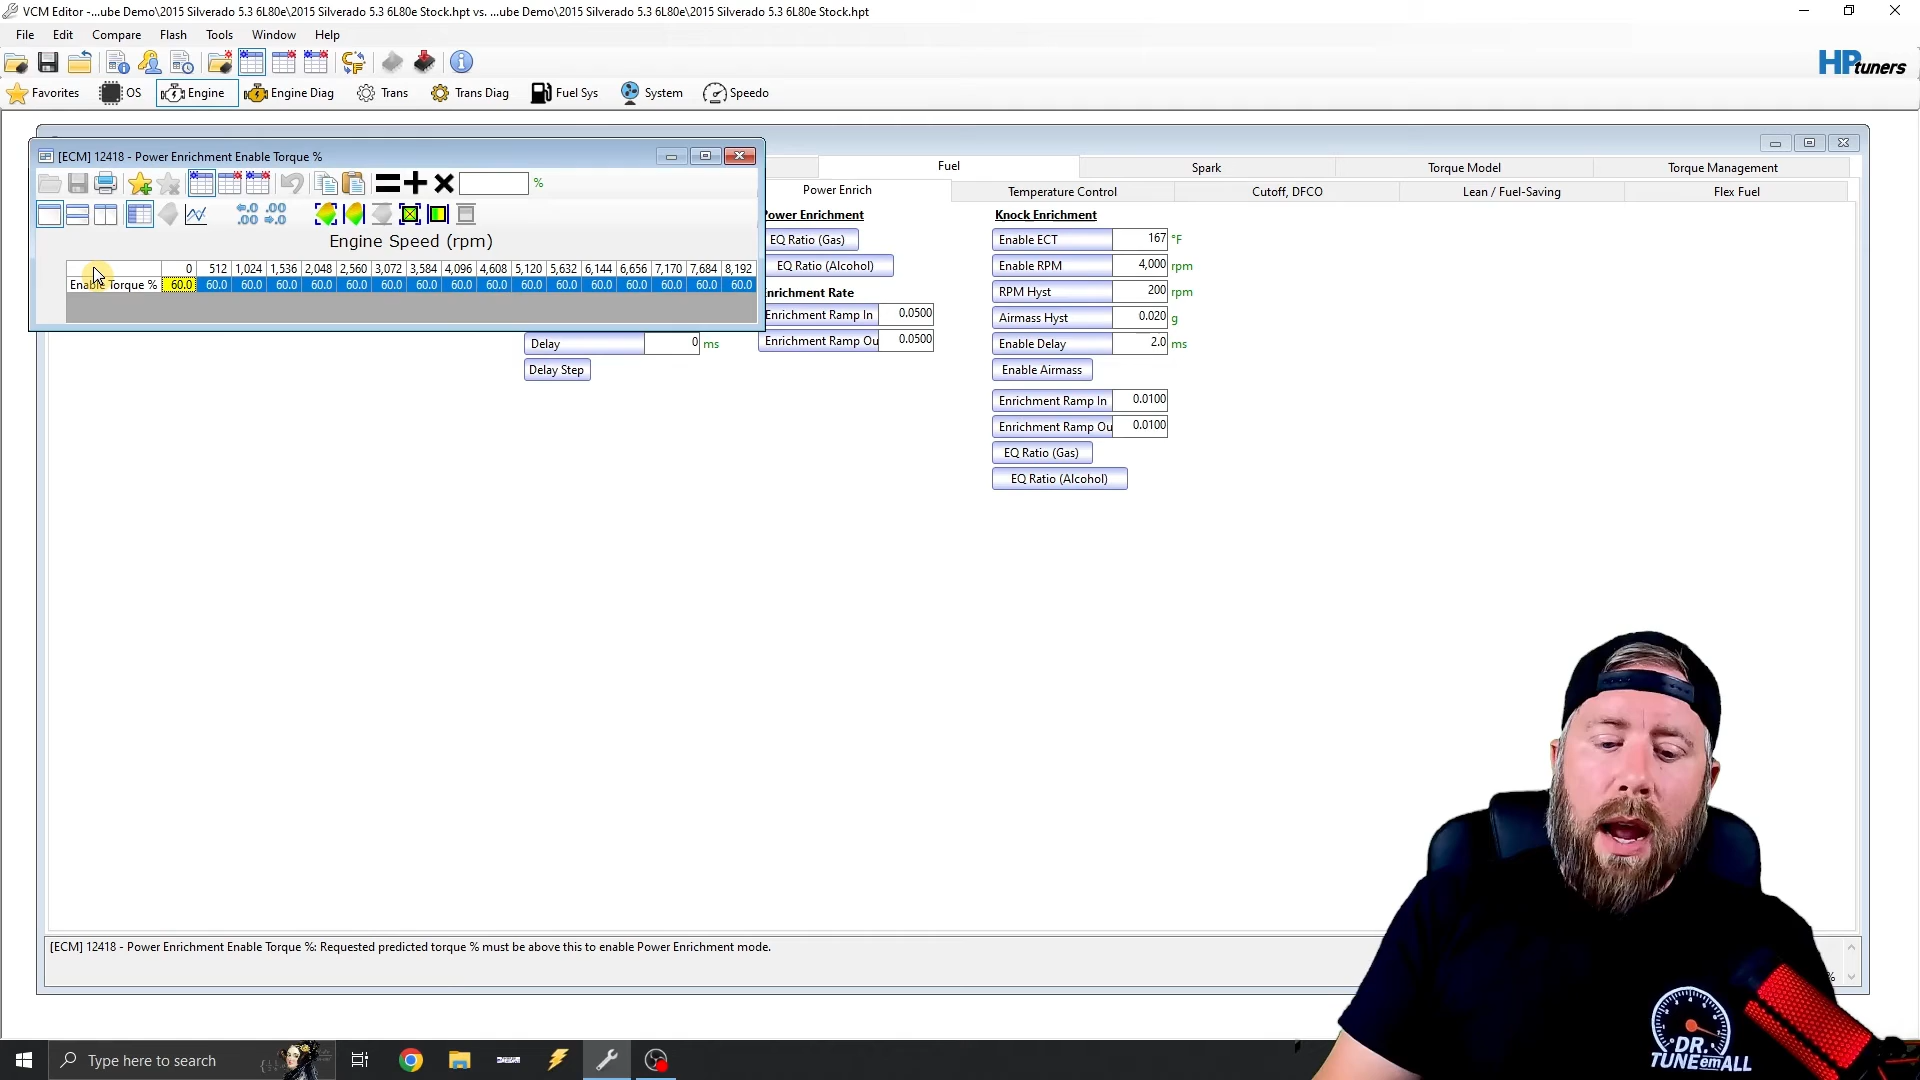 VCM Editor -...ube Demo\2015 Silverado 5.3 6L80e\2015 Silverado 5.3 6L80e Stock.hpt vs. ...ube Demo\2015 Silverado 5.3 6L80e\2015 Silverado 5.3 6L80e Stock.hpt
File Edit Compare Flash Tools Window Help
HPtuners
Favorites OS Engine Engine Diag Trans Trans Diag Fuel Sys System Speedo
[ECM] 12418 - Power Enrichment Enable Torque %
%
Engine Speed (rpm)
0 512 1,024 1,536 2,048 2,560 3,072 3,584 4,096 4,608 5,120 5,632 6,144 6,656 7,170 7,684 8,192
Enable Torque % 60.0 60.0 60.0 60.0 60.0 60.0 60.0 60.0 60.0 60.0 60.0 60.0 60.0 60.0 60.0 60.0 60.0
Fuel Spark Torque Model Torque Management
Power Enrich Temperature Control Cutoff, DFCO Lean / Fuel-Saving Flex Fuel
Power Enrichment
EQ Ratio (Gas)
EQ Ratio (Alcohol)
Enrichment Rate
Enrichment Ramp In 0.0500
Enrichment Ramp Ou 0.0500
Delay 0 ms
Delay Step
Knock Enrichment
Enable ECT 167 °F
Enable RPM 4,000 rpm
RPM Hyst 200 rpm
Airmass Hyst 0.020 g
Enable Delay 2.0 ms
Enable Airmass
Enrichment Ramp In 0.0100
Enrichment Ramp Ou 0.0100
EQ Ratio (Gas)
EQ Ratio (Alcohol)
[ECM] 12418 - Power Enrichment Enable Torque %: Requested predicted torque % must be above this to enable Power Enrichment mode.
%
Type here to search
DR.
TUNEemALL